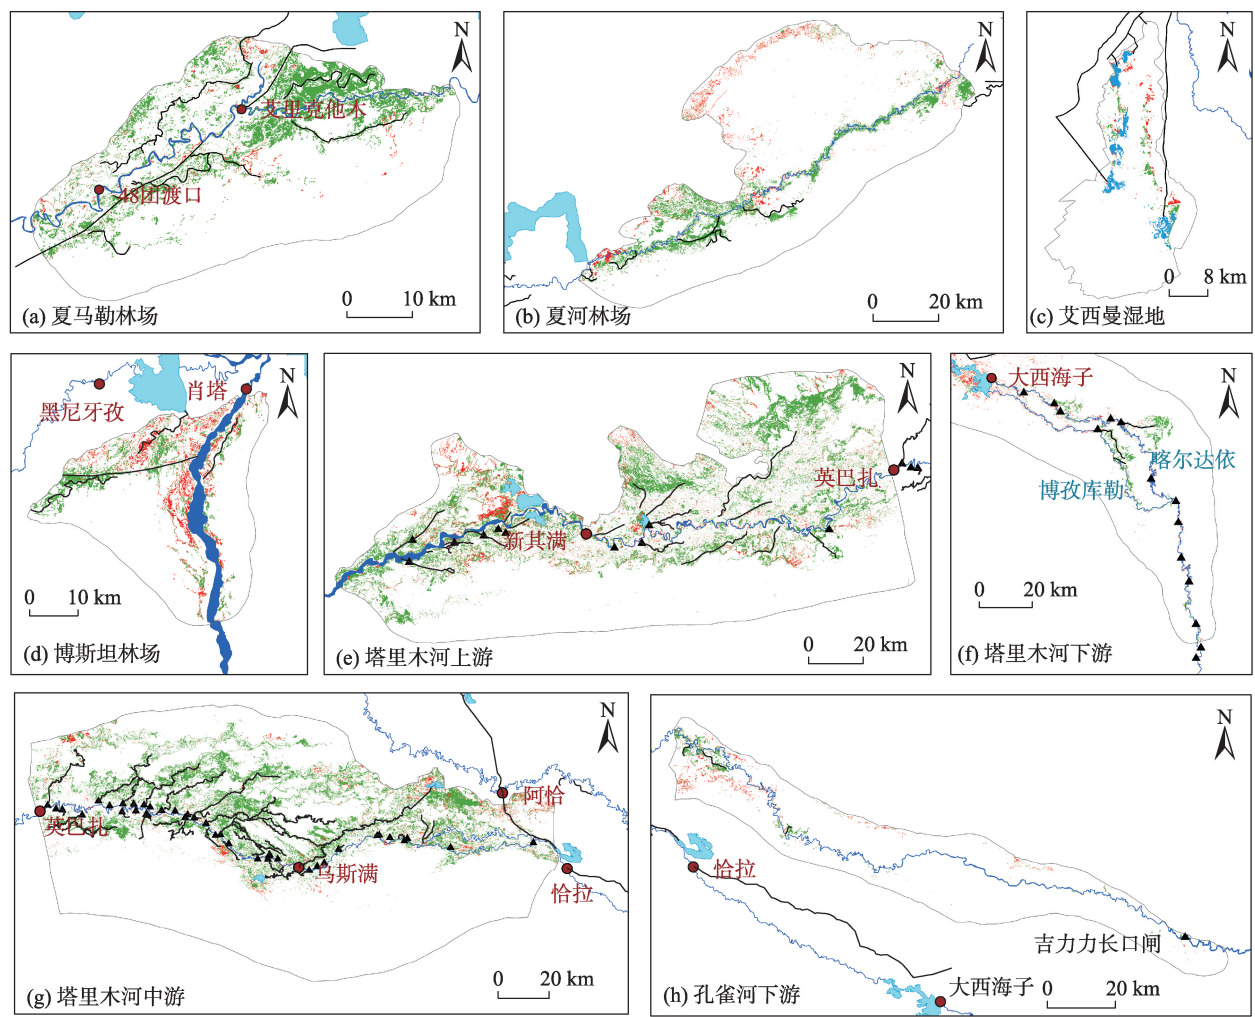 N
艾里克他木
48团渡口
0 10 km
(a) 夏马勒林场
N
0 20 km
(b) 夏河林场
N
0 8 km
(c) 艾西曼湿地
肖塔
N
黑尼牙孜
0 10 km
(d) 博斯坦林场
N
英巴扎
新其满
0 20 km
(e) 塔里木河上游
大西海子
N
喀尔达依
博孜库勒
0 20 km
(f) 塔里木河下游
N
阿恰
英巴扎
乌斯满
恰拉
0 20 km
(g) 塔里木河中游
N
恰拉
吉力力长口闸
大西海子
0 20 km
(h) 孔雀河下游